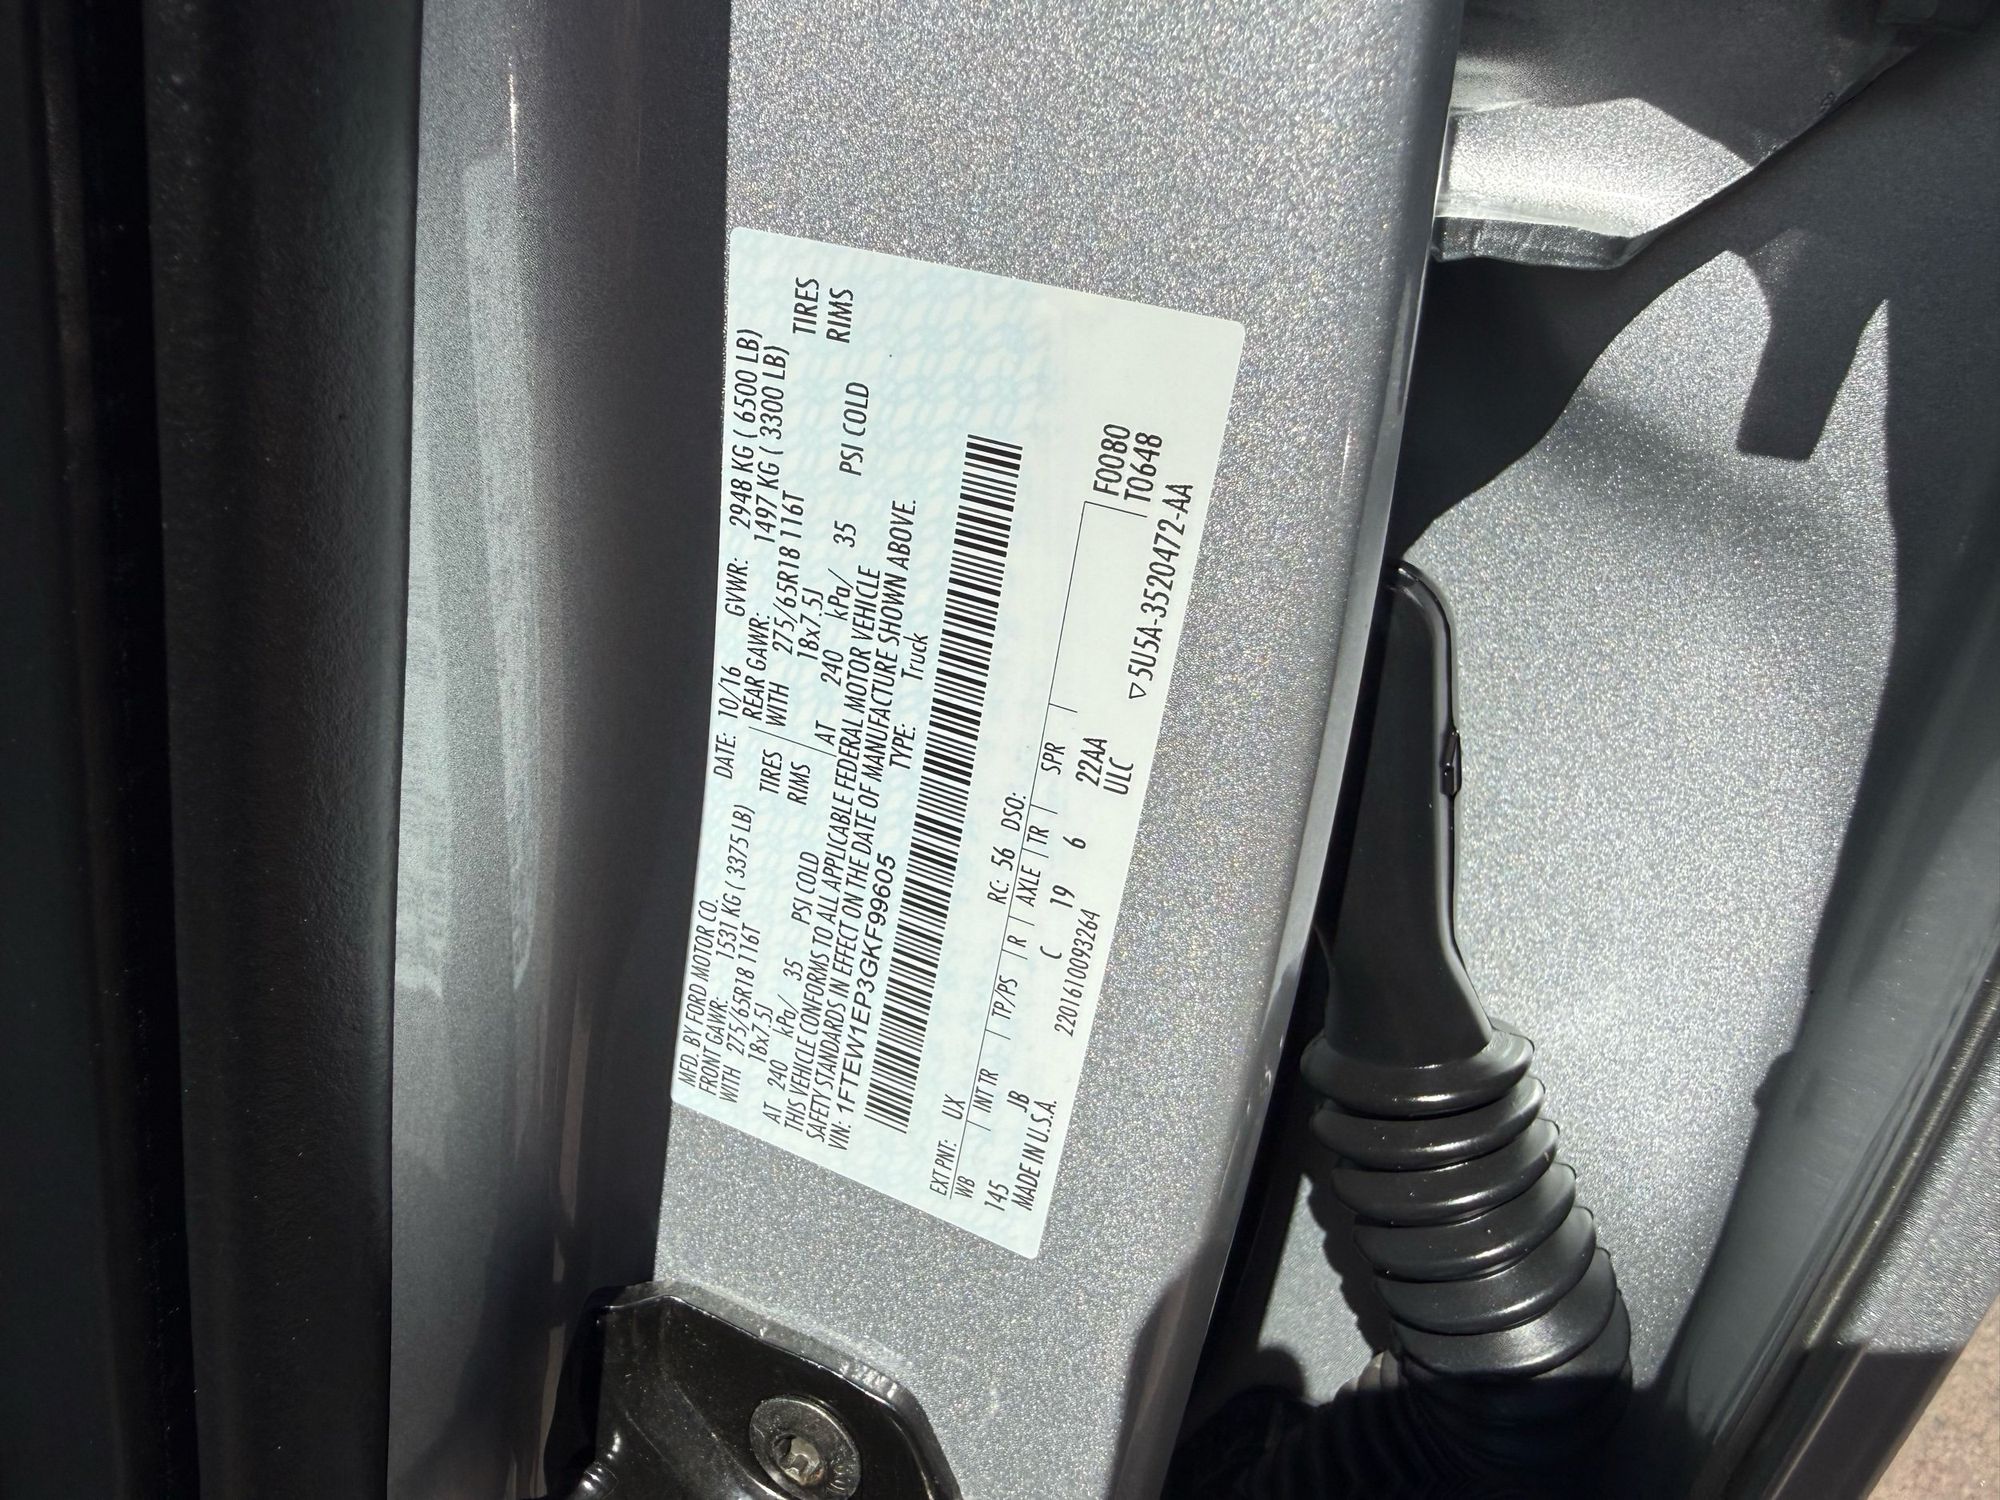 MFD. BY FORD MOTOR CO. DATE: 10/16 GVWR: 2948 KG ( 6500 LB)
FRONT GAWR: 1531 KG ( 3375 LB) REAR GAWR: 1497 KG ( 3300 LB)
WITH 275/65R18 116T TIRES WITH 275/65R18 116T TIRES
18x7.5J RIMS 18x7.5J RIMS
AT 240 kPa/ 35 PSI COLD AT 240 kPa/ 35 PSI COLD
THIS VEHICLE CONFORMS TO ALL APPLICABLE FEDERAL MOTOR VEHICLE
SAFETY STANDARDS IN EFFECT ON THE DATE OF MANUFACTURE SHOWN ABOVE.
VIN: 1FTEW1EP3GKF99605 TYPE: Truck
EXT PNT: UX RC: 56 DSO:
WB INT TR TP/PS R AXLE TR SPR
145 JB C 19 6 22AA F0080
MADE IN U.S.A. 2201610093264 ULC T0648
▽5U5A-3520472-AA